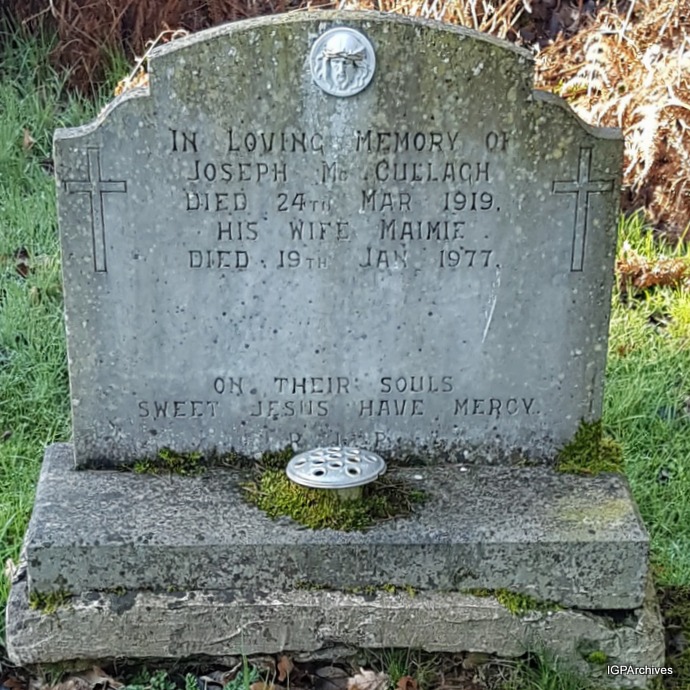 IN LOVING MEMORY OF
JOSEPH Mc CULLAGH
DIED 24TH MAR 1919.
HIS WIFE MAIMIE
DIED 19TH JAN 1977.
ON THEIR SOULS
SWEET JESUS HAVE MERCY.
R I P
IGPArchives